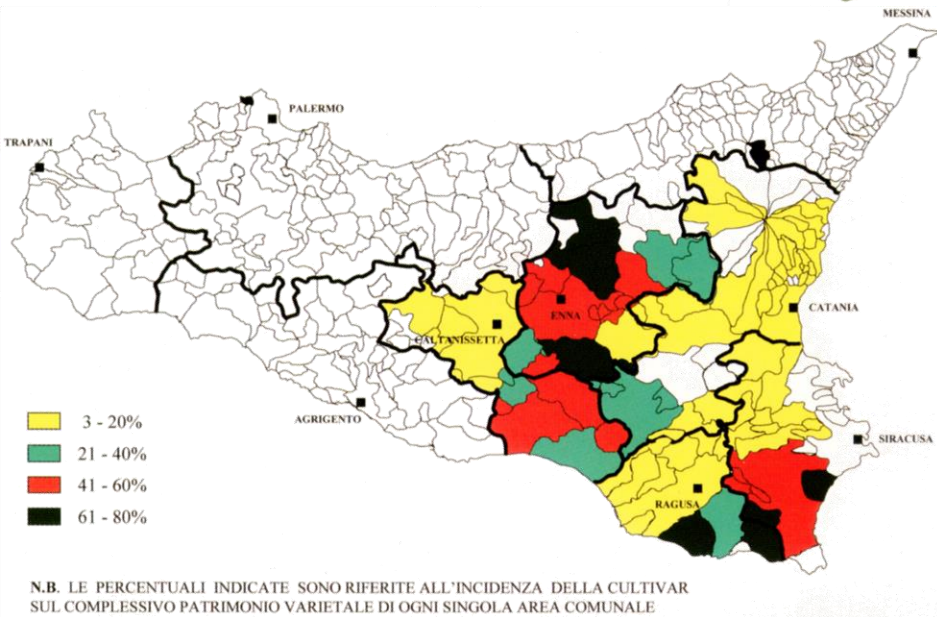 MESSINA
PALERMO
TRAPANI
CATANIA
ENNA
CALTANISSETTA
AGRIGENTO
SIRACUSA
RAGUSA
3 - 20%
21 - 40%
41 - 60%
61 - 80%
N.B. LE PERCENTUALI INDICATE SONO RIFERITE ALL'INCIDENZA DELLA CULTIVAR
SUL COMPLESSIVO PATRIMONIO VARIETALE DI OGNI SINGOLA AREA COMUNALE